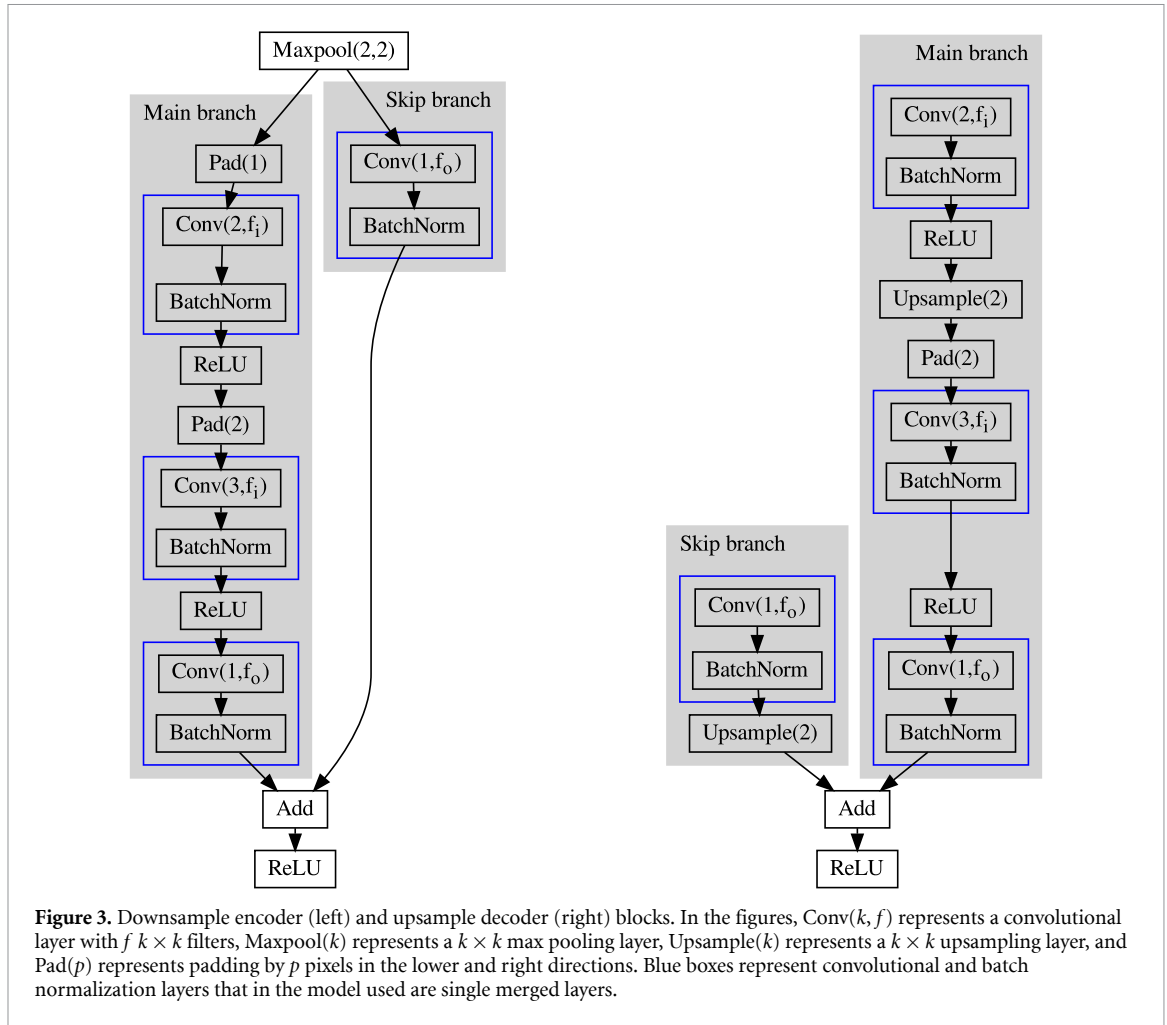 Maxpool(2,2)
Main branch
Pad(1)
Conv(2,fi)
BatchNorm
ReLU
Pad(2)
Conv(3,fi)
BatchNorm
ReLU
Conv(1,fo)
BatchNorm
Skip branch
Conv(1,fo)
BatchNorm
Add
ReLU
Skip branch
Conv(1,fo)
BatchNorm
Upsample(2)
Main branch
Conv(2,fi)
BatchNorm
ReLU
Upsample(2)
Pad(2)
Conv(3,fi)
BatchNorm
ReLU
Conv(1,fo)
BatchNorm
Add
ReLU
Figure 3. Downsample encoder (left) and upsample decoder (right) blocks. In the figures, Conv(k, f) represents a convolutional
layer with f k × k filters, Maxpool(k) represents a k × k max pooling layer, Upsample(k) represents a k × k upsampling layer, and
Pad(p) represents padding by p pixels in the lower and right directions. Blue boxes represent convolutional and batch
normalization layers that in the model used are single merged layers.